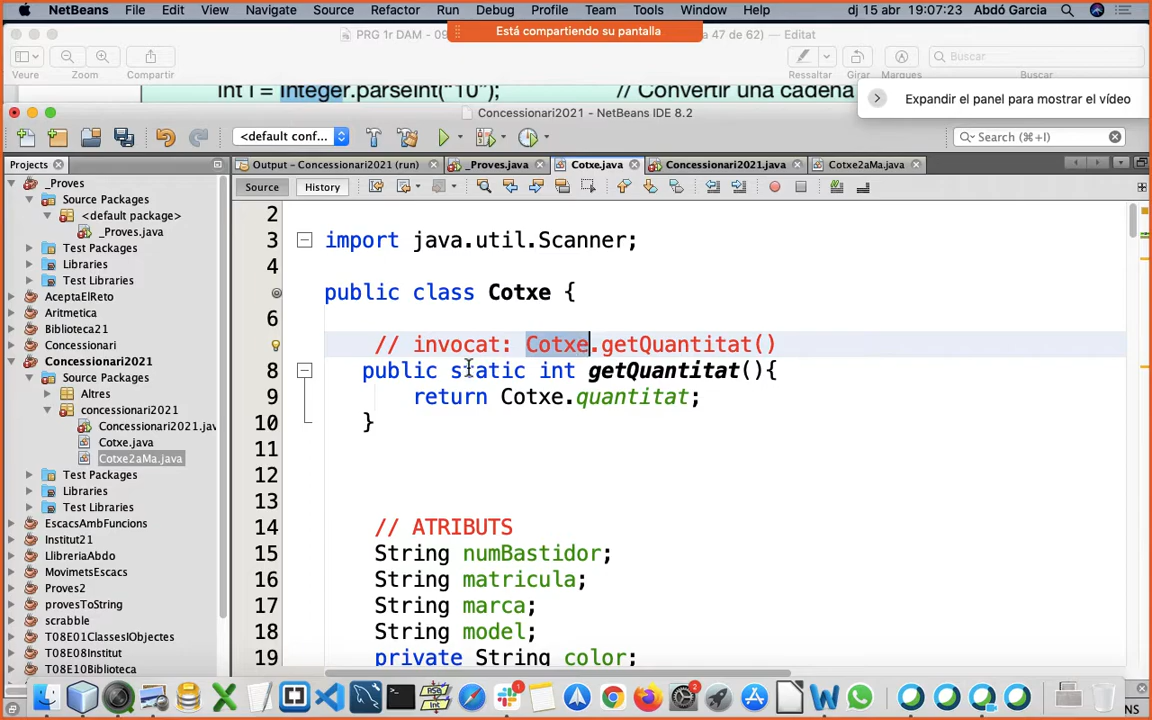 NetBeans File Edit View Navigate Source Refactor Run Debug Profile Team Tools Window Help dj 15 abr 19:07:23 Abdó Garcia
Está compartiendo su pantalla
PRG 1r DAM - 09
47 de 62) — Editat
Veure Zoom Compartir Ressaltar Girar Marques Buscar
Buscar
int i = Integer.parseInt("10"); // Convertir una cadena
Expandir el panel para mostrar el vídeo
Concessionari2021 - NetBeans IDE 8.2
<default conf... Search (⌘+I)
Projects
Output - Concessionari2021 (run) _Proves.java Cotxe.java Concessionari2021.java Cotxe2aMa.java
Source History
_Proves
Source Packages
<default package>
_Proves.java
Test Packages
Libraries
Test Libraries
AceptaElReto
Aritmetica
Biblioteca21
Concessionari
Concessionari2021
Source Packages
Altres
concessionari2021
Concessionari2021.jav
Cotxe.java
Cotxe2aMa.java
Test Packages
Libraries
Test Libraries
EscacsAmbFuncions
Institut21
LlibreriaAbdo
MovimetsEscacs
Proves2
provesToString
scrabble
T08E01ClassesIObjectes
T08E08Institut
T08E10Biblioteca
2
3 import java.util.Scanner;
4
public class Cotxe {
6
// invocat: Cotxe.getQuantitat()
8 public static int getQuantitat(){
9 return Cotxe.quantitat;
10 }
11
12
13
14 // ATRIBUTS
15 String numBastidor;
16 String matricula;
17 String marca;
18 String model;
19 private String color;
NS